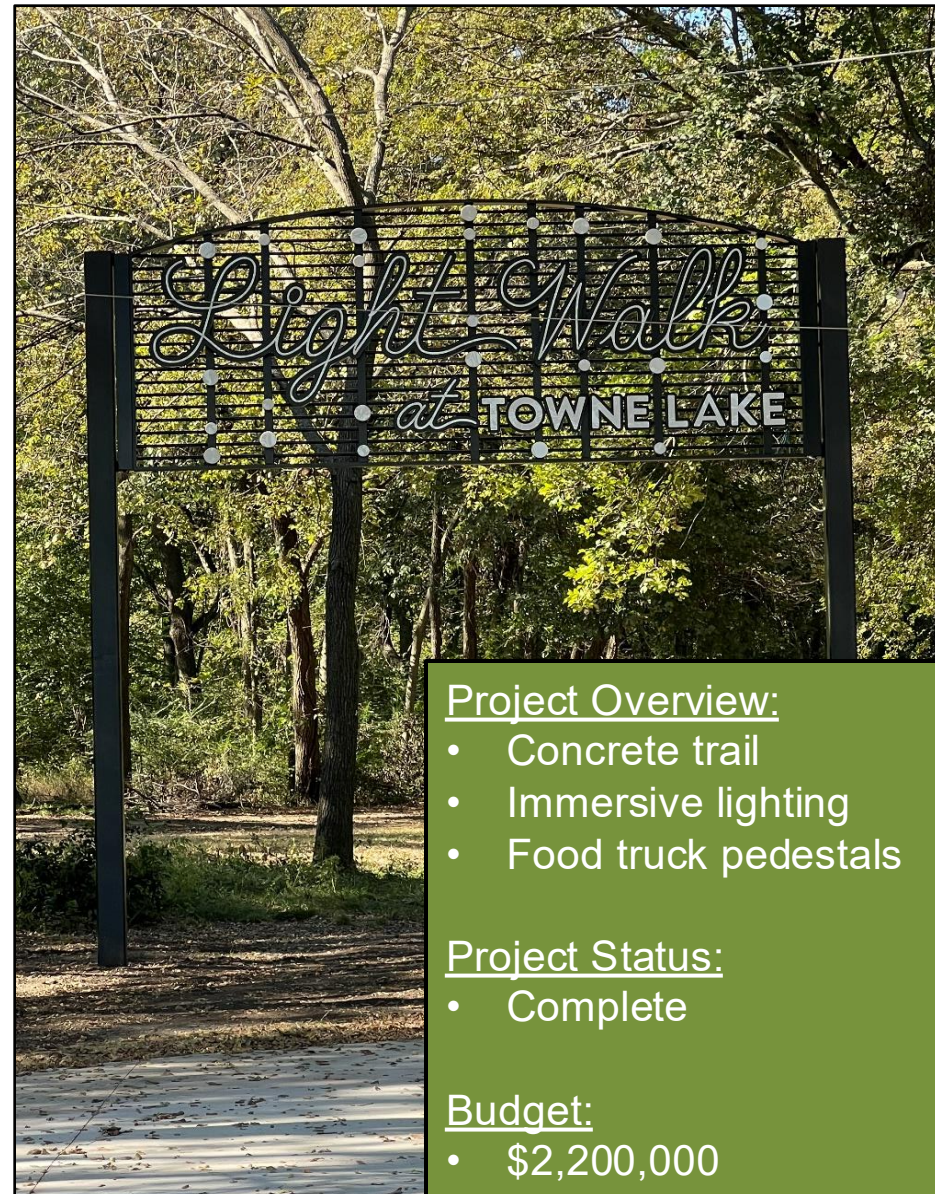 Light Walk
at TOWNE LAKE
Project Overview:
• Concrete trail
• Immersive lighting
• Food truck pedestals
Project Status:
• Complete
Budget:
• $2,200,000